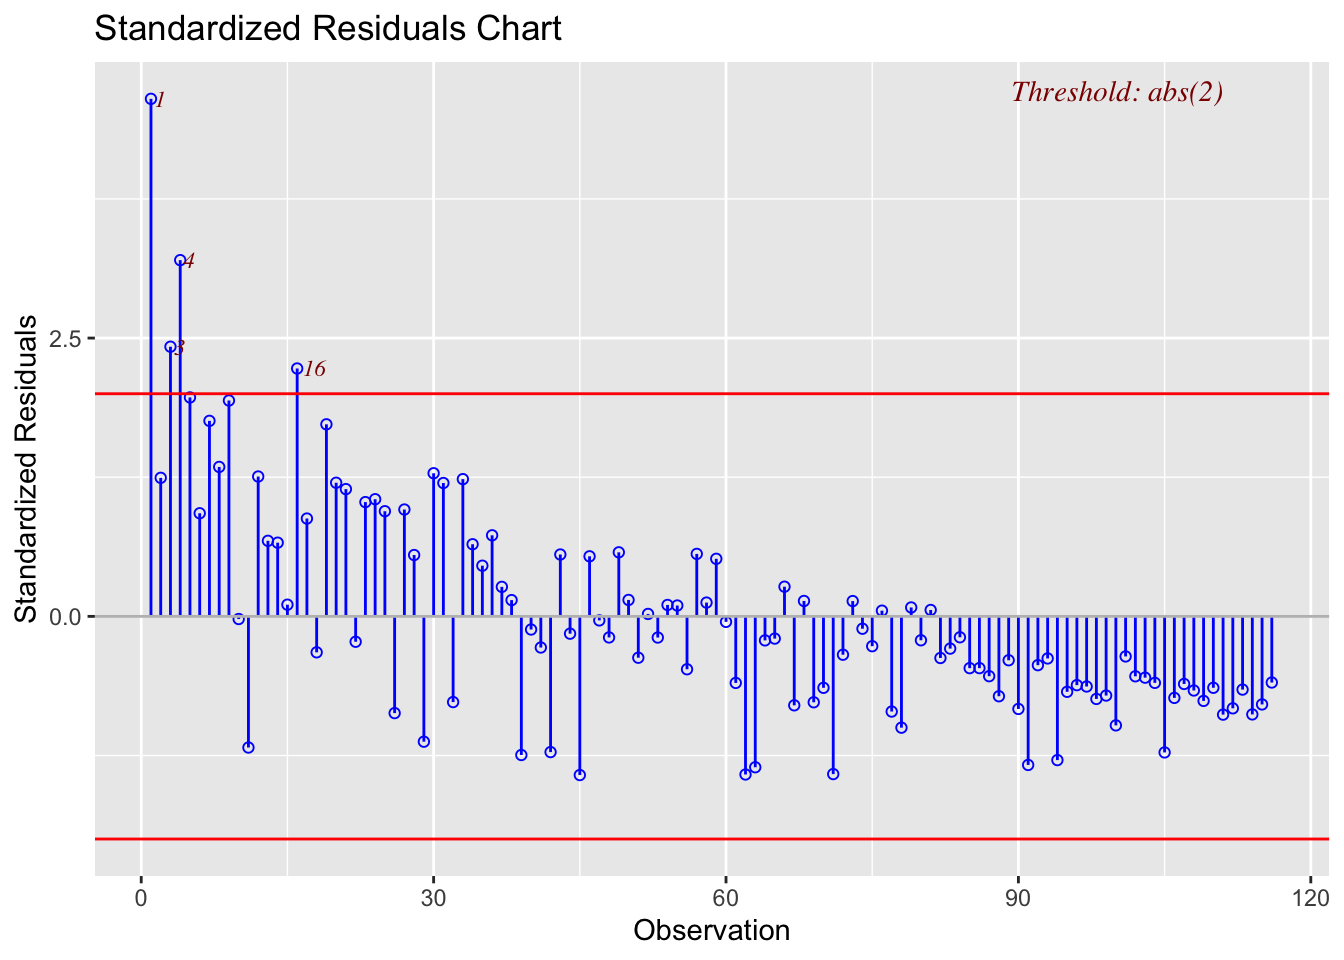 Standardized Residuals Chart
Threshold: abs(2)
1
4
3
16
Standardized Residuals
2.5
0.0
0
30
60
90
120
Observation